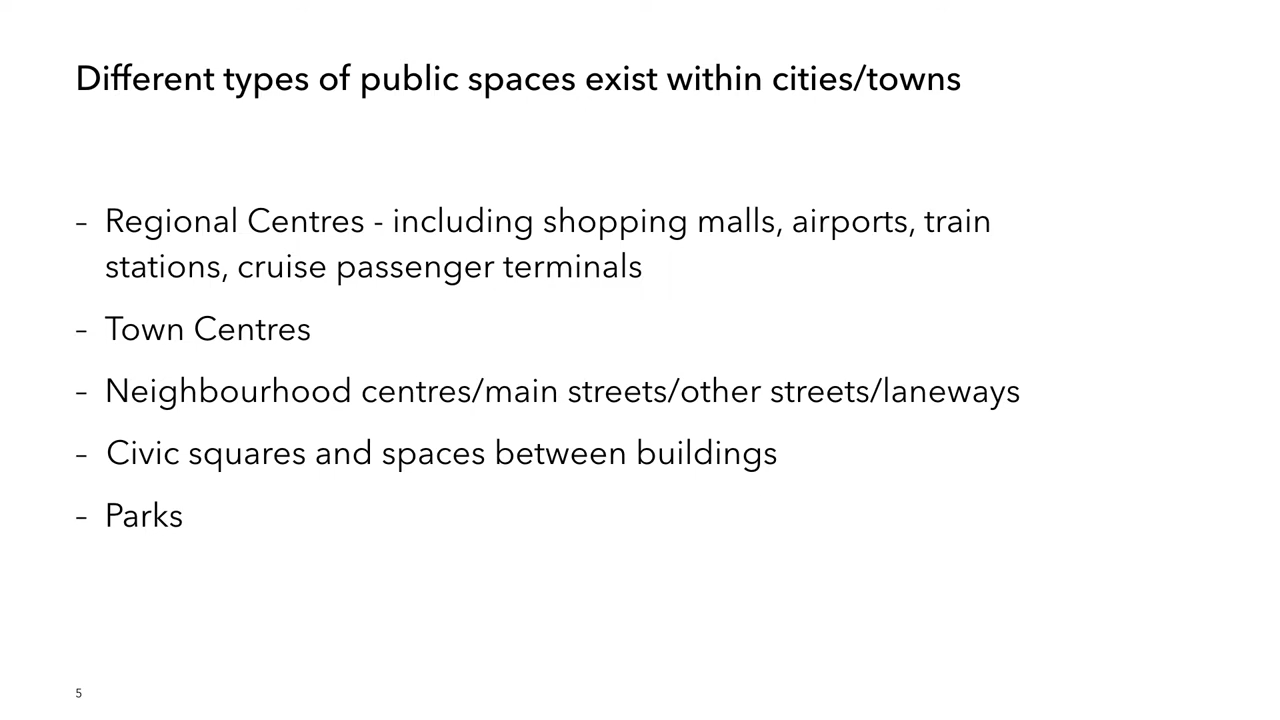 Different types of public spaces exist within cities/towns
– Regional Centres - including shopping malls, airports, train
stations, cruise passenger terminals
– Town Centres
– Neighbourhood centres/main streets/other streets/laneways
– Civic squares and spaces between buildings
– Parks
5